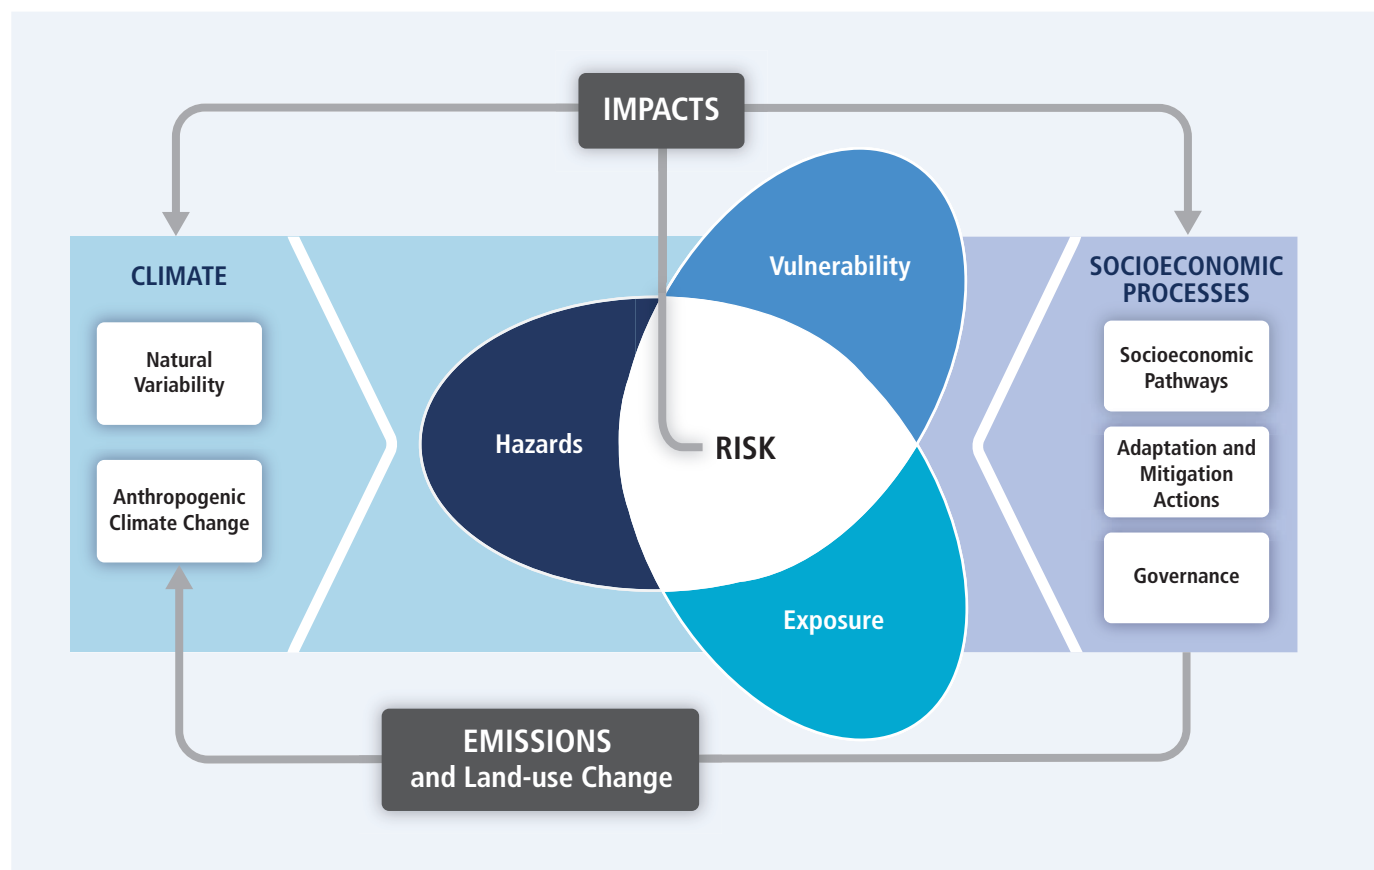 IMPACTS
CLIMATE
Natural
Variability
Anthropogenic
Climate Change
Vulnerability
Hazards
RISK
Exposure
SOCIOECONOMIC
PROCESSES
Socioeconomic
Pathways
Adaptation and
Mitigation
Actions
Governance
EMISSIONS
and Land-use Change